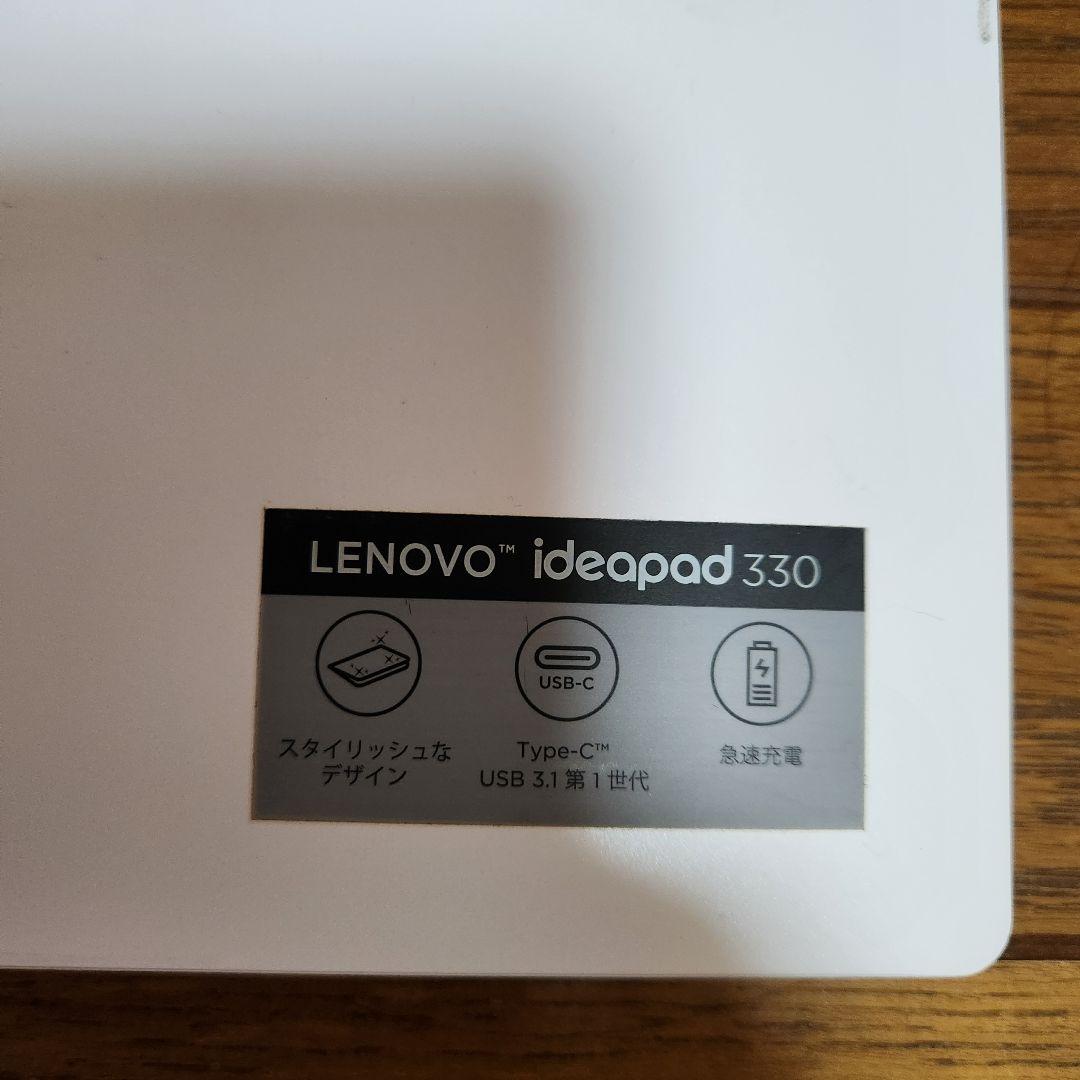 LENOVO™ ideapad 330
USB-C
スタイリッシュな
デザイン
Type-C™
USB 3.1 第 1 世代
急速充電